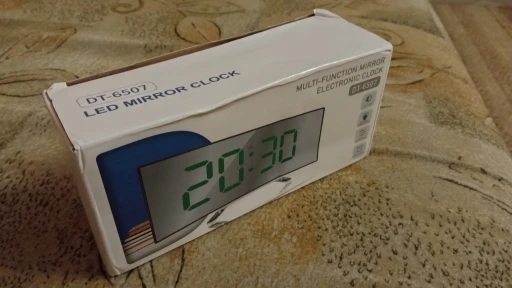 DT-6507
LED MIRROR CLOCK
MULTI-FUNCTION MIRROR
ELECTRONIC CLOCK
DT-6507
20:30